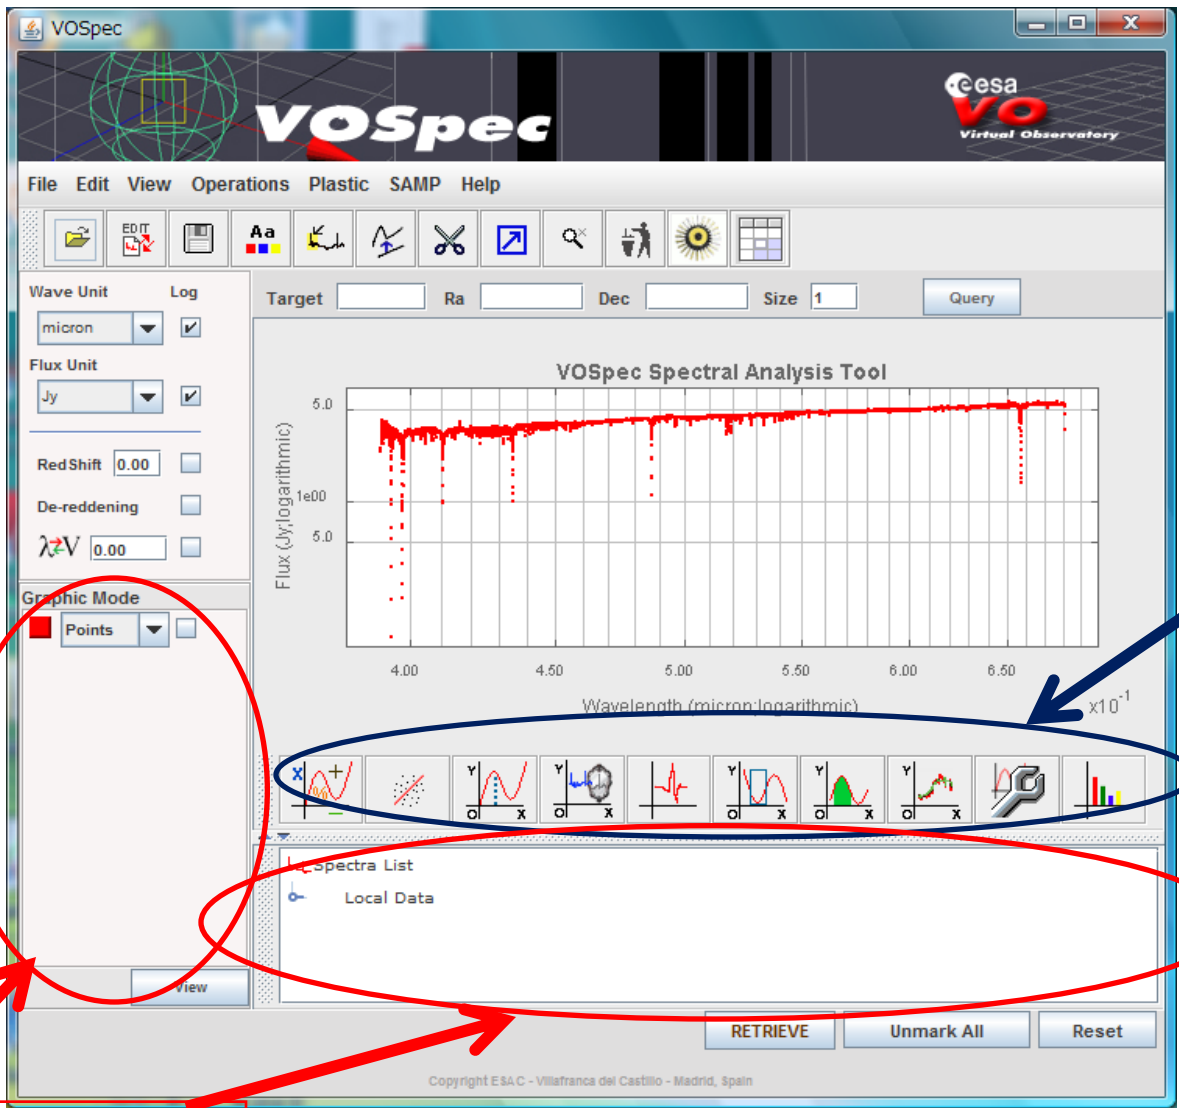 VOSpec
VOSpec
esa
VO
Virtual Observatory
File Edit View Operations Plastic SAMP Help
EDIT
Aa
Wave Unit Log
micron
Flux Unit
Jy
RedShift 0.00
De-reddening
λ⇄V 0.00
Target Ra Dec Size 1 Query
VOSpec Spectral Analysis Tool
5.0
1e00
5.0
Flux (Jy;logarithmic)
4.00 4.50 5.00 5.50 6.00 6.50
Wavelength (micron;logarithmic) x10-1
Graphic Mode
Points
X % Y O X Y O X Y O X Y O X Y O X
Spectra List
Local Data
View
RETRIEVE Unmark All Reset
Copyright ESAC - Villafranca del Castillo - Madrid, Spain